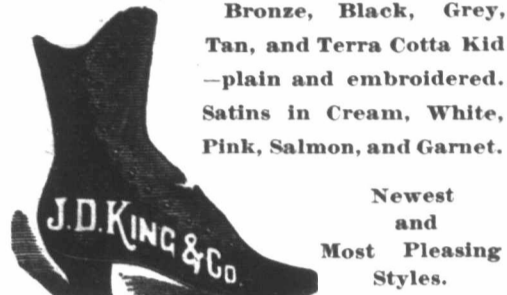 Bronze, Black, Grey,
Tan, and Terra Cotta Kid
—plain and embroidered.
Satins in Cream, White,
Pink, Salmon, and Garnet.
J. D. KING & CO.
Newest
and
Most Pleasing
Styles.